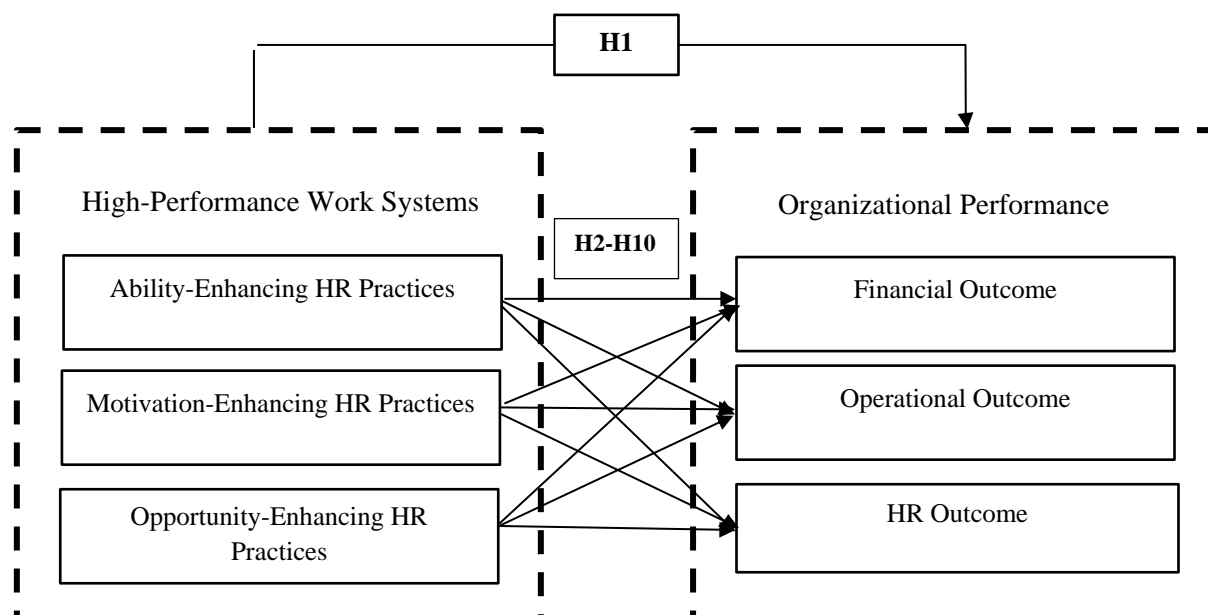 H1
High-Performance Work Systems
Organizational Performance
H2-H10
Ability-Enhancing HR Practices
Financial Outcome
Motivation-Enhancing HR Practices
Operational Outcome
Opportunity-Enhancing HR
Practices
HR Outcome